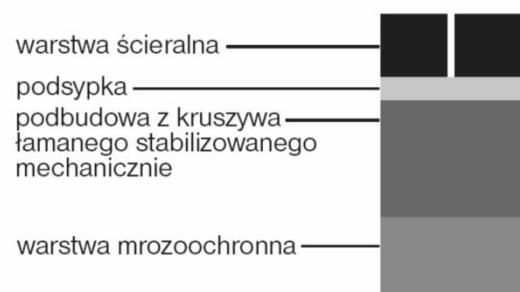 warstwa ścieralna
podsypka
podbudowa z kruszywa
łamanego stabilizowanego
mechanicznie
warstwa mrozoochronna